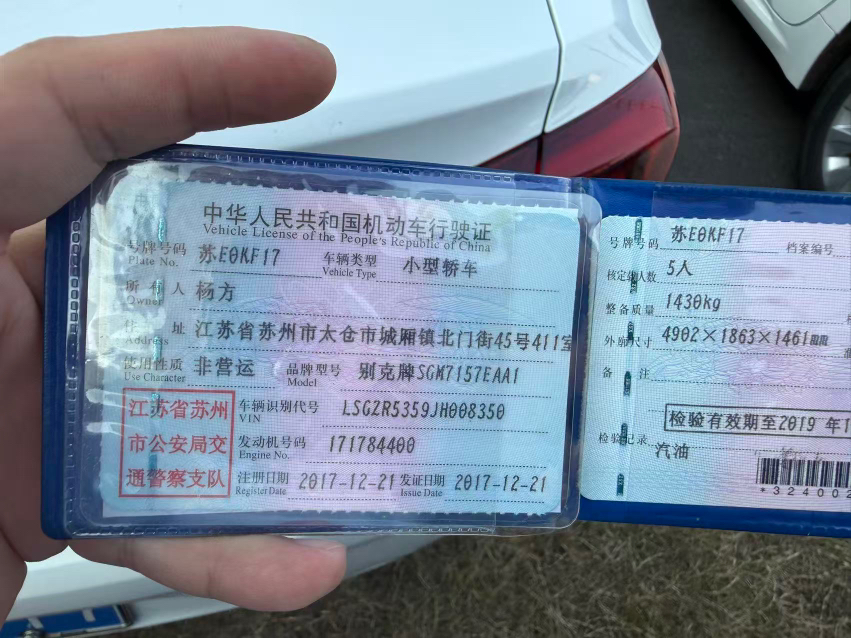 中华人民共和国机动车行驶证
Vehicle License of the People's Republic of China
号牌号码 苏E0KF17 车辆类型 小型轿车
Plate No. Vehicle Type
所有人 杨方
Owner
住址 江苏省苏州市太仓市城厢镇北门街45号411室
Address
使用性质 非营运 品牌型号 别克牌SGM7157EAA1
Use Character Model
江苏省苏州
市公安局交
通警察支队
车辆识别代号 LSGZR5359JH008350
VIN
发动机号码 171784400
Engine No.
注册日期 2017-12-21 发证日期 2017-12-21
Register Date Issue Date
号牌号码 苏E0KF17 档案编号
核定载人数 5人
整备质量 1430kg
外廓尺寸 4902×1863×1461mm
备注
检验有效期至2019年1
检验记录 汽油
*324002